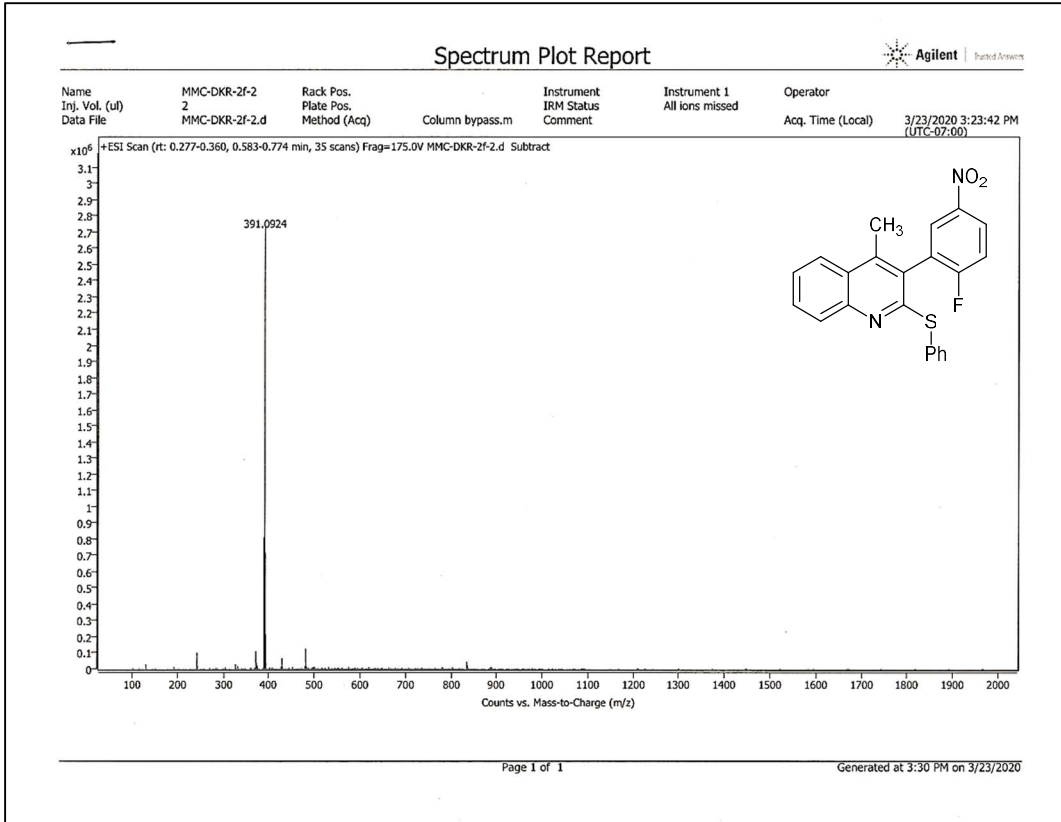 Spectrum Plot Report
Agilent | Trusted Answers
Name MMC-DKR-2f-2 Rack Pos. Instrument Instrument 1 Operator
Inj. Vol. (ul) 2 Plate Pos. IRM Status All ions missed
Data File MMC-DKR-2f-2.d Method (Acq) Column bypass.m Comment Acq. Time (Local) 3/23/2020 3:23:42 PM
(UTC-07:00)
x10⁶ +ESI Scan (rt: 0.277-0.360, 0.583-0.774 min, 35 scans) Frag=175.0V MMC-DKR-2f-2.d Subtract
3.1
3
2.9
2.8
2.7
2.6
2.5
2.4
2.3
2.2
2.1
2
1.9
1.8
1.7
1.6
1.5
1.4
1.3
1.2
1.1
1
0.9
0.8
0.7
0.6
0.5
0.4
0.3
0.2
0.1
0
391.0924
NO₂
CH₃
F
N
S
Ph
100 200 300 400 500 600 700 800 900 1000 1100 1200 1300 1400 1500 1600 1700 1800 1900 2000
Counts vs. Mass-to-Charge (m/z)
Page 1 of 1 Generated at 3:30 PM on 3/23/2020